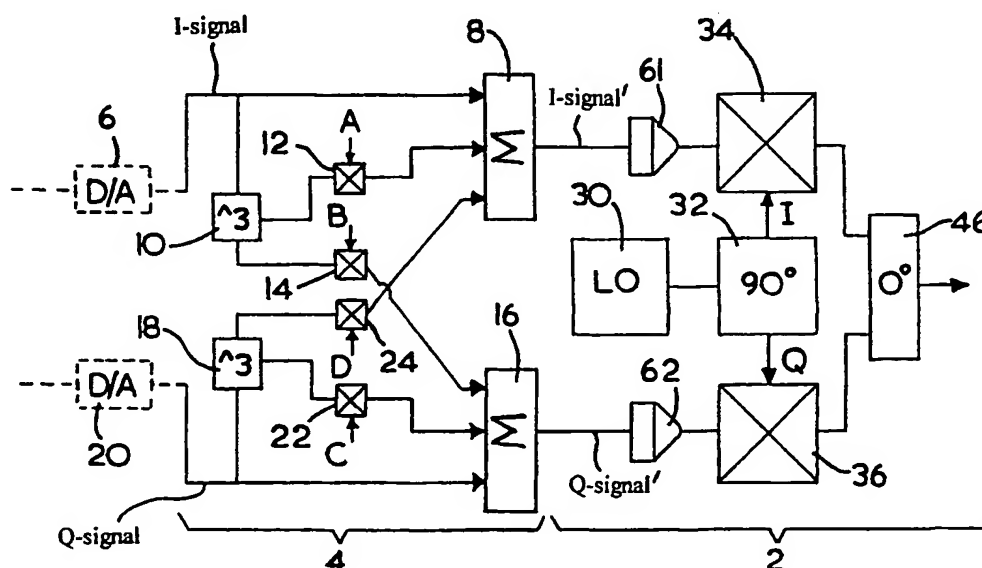 I-signal
8
34
6
D/A
12
A
I-signal′
61
^3
10
B
Σ
14
30
32
I
46
LO
90°
0°
18
^3
24
D
16
62
Q
D/A
20
22
C
Σ
Q-signal′
36
Q-signal
4
2